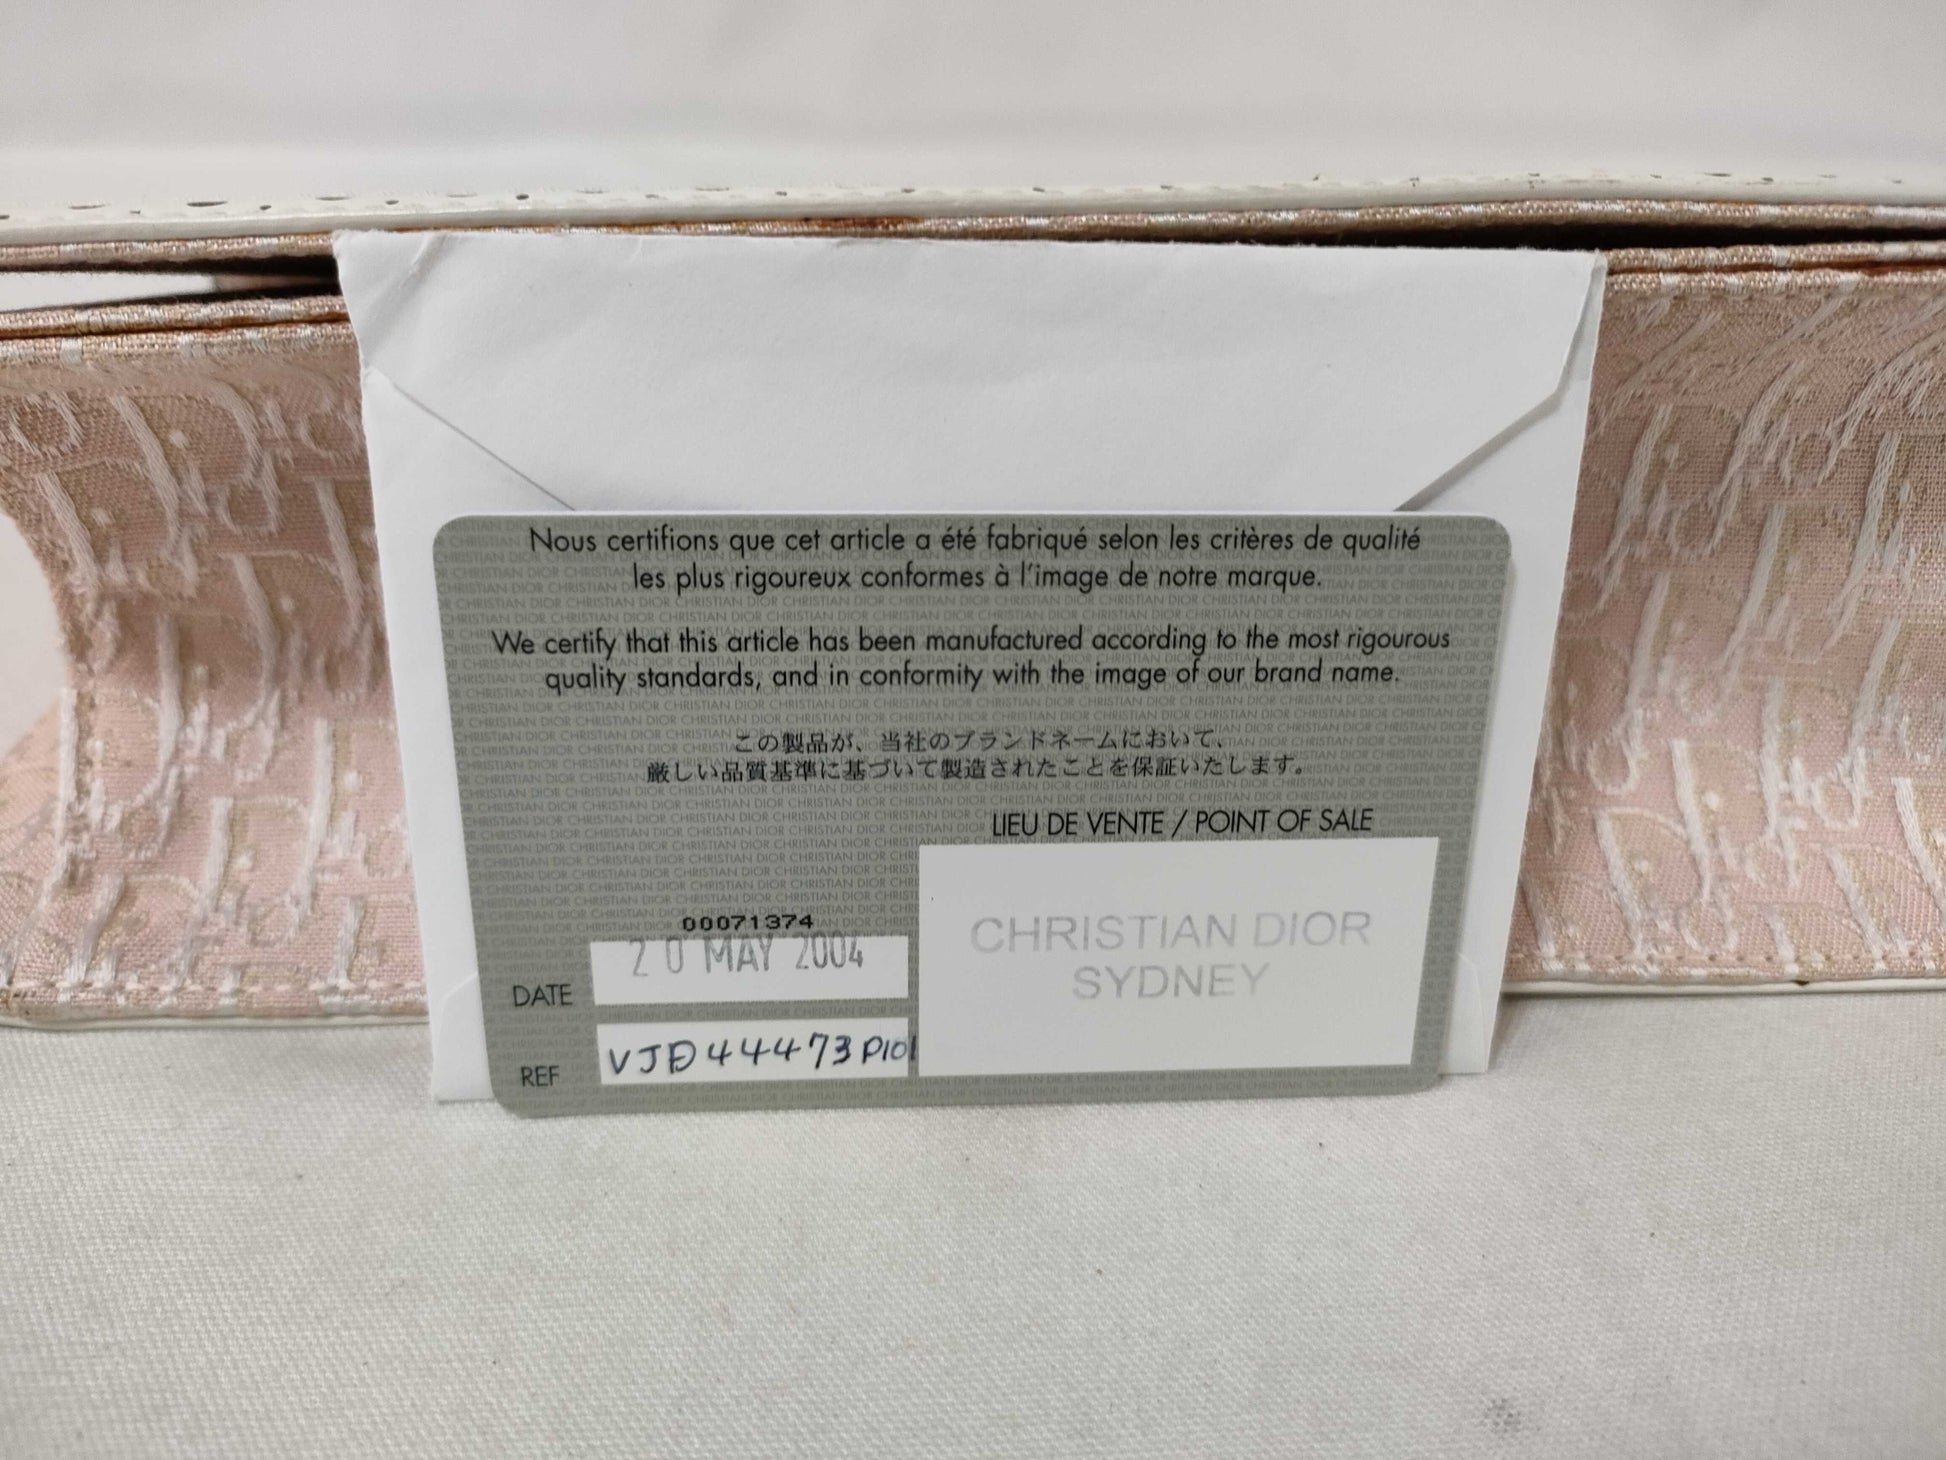 Nous certifions que cet article a été fabriqué selon les critères de qualité
les plus rigoureux conformes à l'image de notre marque.
We certify that this article has been manufactured according to the most rigourous
quality standards, and in conformity with the image of our brand name.
この製品が、当社のブランドネームにおいて、
厳しい品質基準に基づいて製造されたことを保証いたします。
LIEU DE VENTE / POINT OF SALE
CHRISTIAN DIOR
SYDNEY
00071374
DATE 20 MAY 2004
REF VJD44473P101